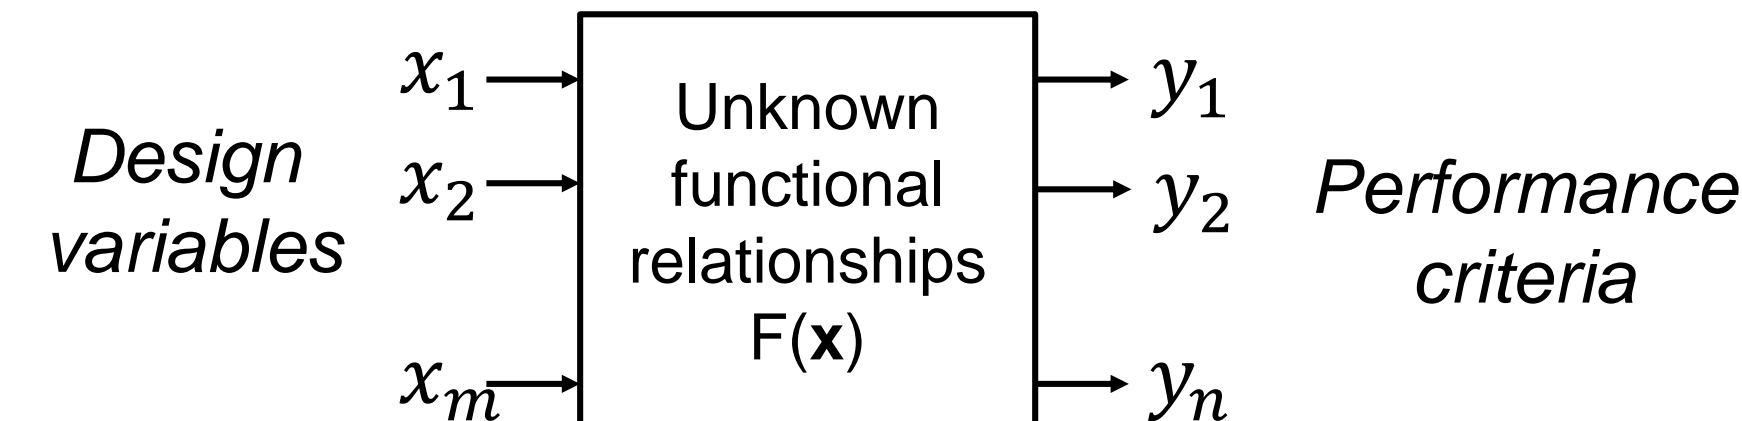 Design
variables
x₁
x₂
xₘ
Unknown
functional
relationships
F(x)
y₁
y₂
yₙ
Performance
criteria